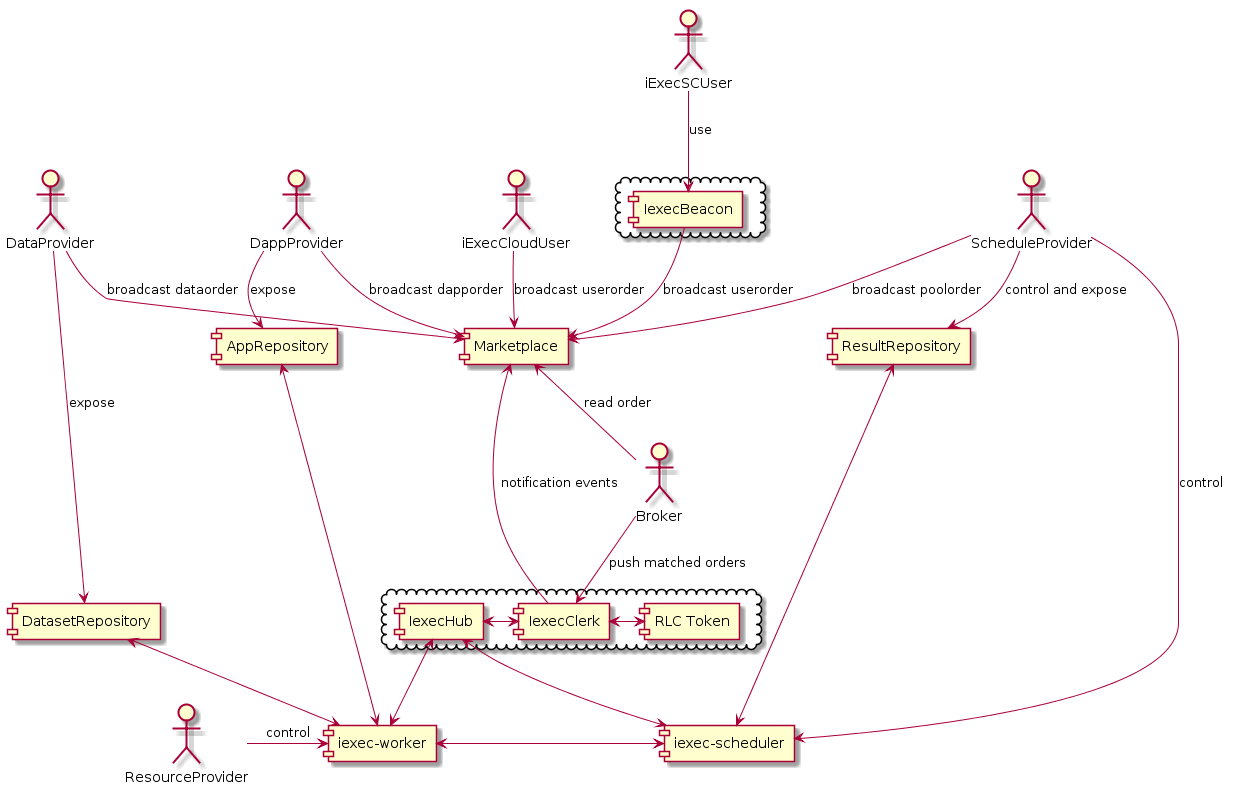 iExecSCUser
use
IexecBeacon
DataProvider
DappProvider
iExecCloudUser
ScheduleProvider
broadcast dataorder
expose
broadcast dapporder
broadcast userorder
broadcast userorder
broadcast poolorder
control and expose
AppRepository
Marketplace
ResultRepository
expose
read order
notification events
control
Broker
push matched orders
DatasetRepository
IexecHub
IexecClerk
RLC Token
control
iexec-worker
iexec-scheduler
ResourceProvider